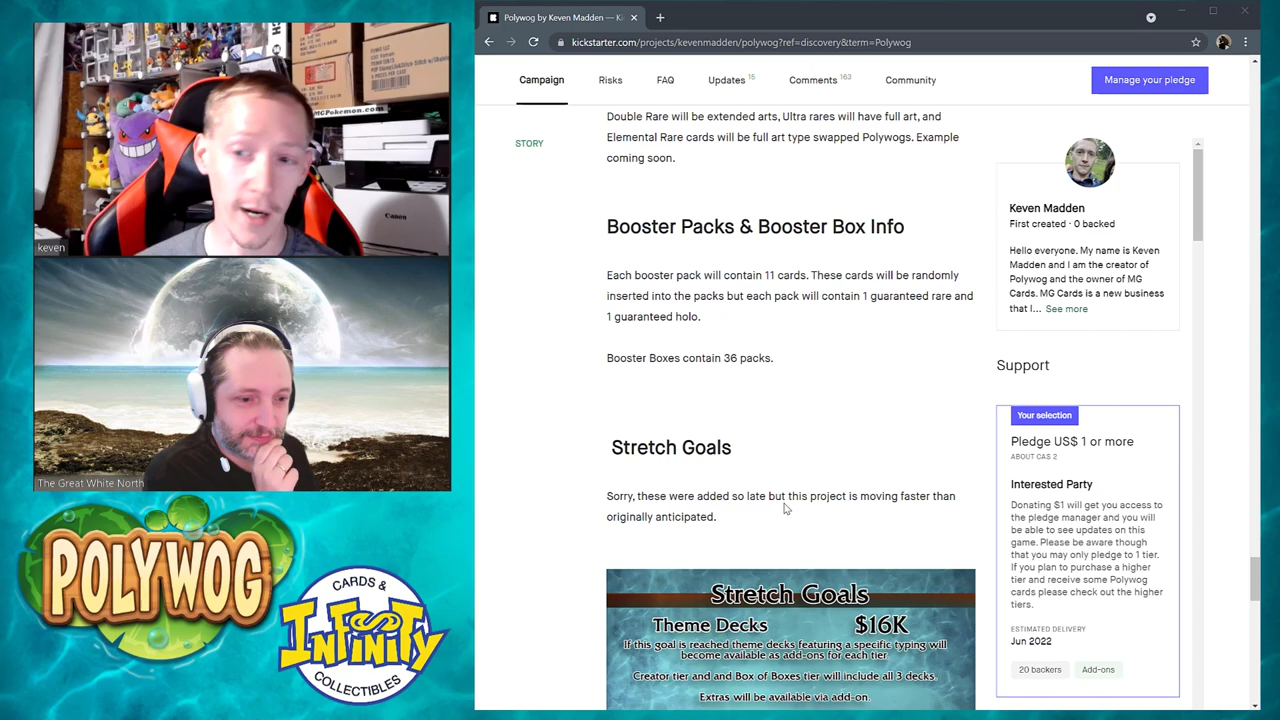 MGPokemon.com
Canon
keven
The Great White North
POLYWOG
CARDS &
INFINITY
COLLECTIBLES
Polywog by Keven Madden — Ki
kickstarter.com/projects/kevenmadden/polywog?ref=discovery&term=Polywog
Campaign Risks FAQ Updates 15 Comments 163 Community
Manage your pledge
STORY
Double Rare will be extended arts, Ultra rares will have full art, and
Elemental Rare cards will be full art type swapped Polywogs. Example
coming soon.
Booster Packs & Booster Box Info
Each booster pack will contain 11 cards. These cards will be randomly
inserted into the packs but each pack will contain 1 guaranteed rare and
1 guaranteed holo.
Booster Boxes contain 36 packs.
Stretch Goals
Sorry, these were added so late but this project is moving faster than
originally anticipated.
Stretch Goals
Theme Decks $16K
If this goal is reached theme decks featuring a specific typing will
become available as add-ons for each tier.
Creator tier and and Box of Boxes tier will include all 3 decks.
Extras will be available via add-on.
Keven Madden
First created · 0 backed
Hello everyone. My name is Keven
Madden and I am the creator of
Polywog and the owner of MG
Cards. MG Cards is a new business
that I... See more
Support
Your selection
Pledge US$ 1 or more
ABOUT CA$ 2
Interested Party
Donating $1 will get you access to
the pledge manager and you will
be able to see updates on this
game. Please be aware though
that you may only pledge to 1 tier.
If you plan to purchase a higher
tier and receive some Polywog
cards please check out the higher
tiers.
ESTIMATED DELIVERY
Jun 2022
20 backers Add-ons